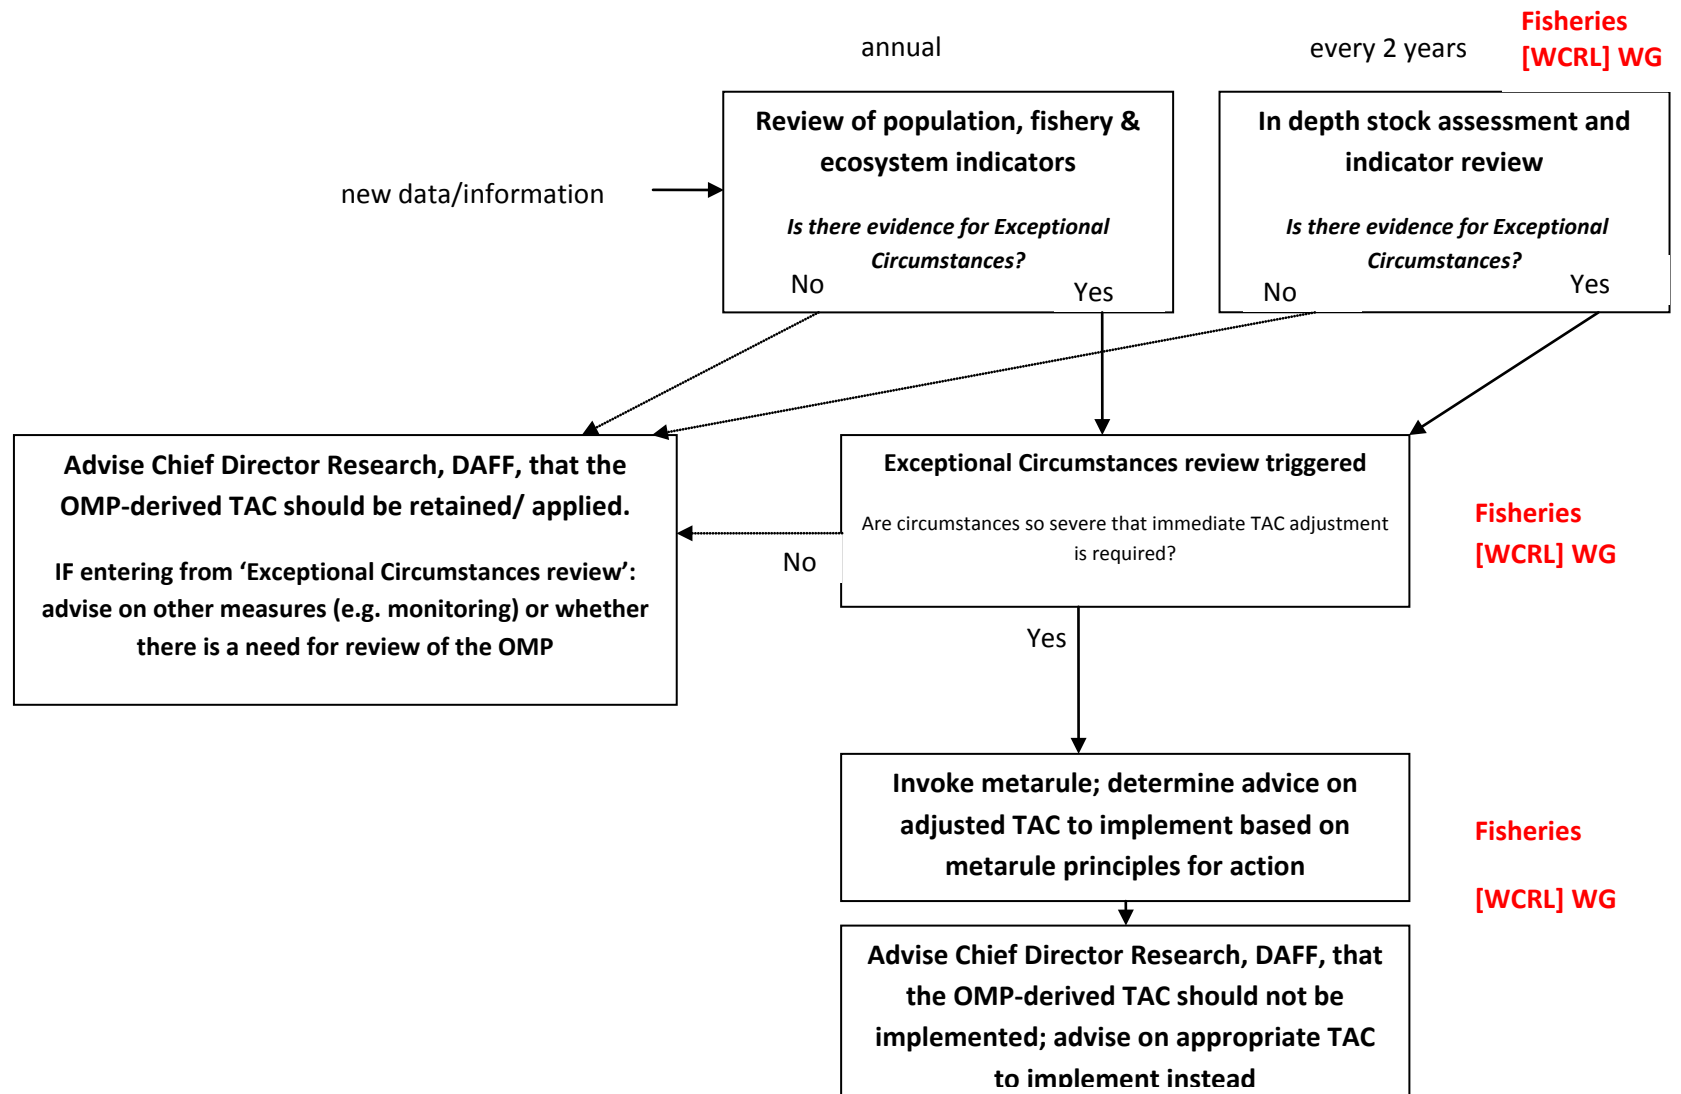 annual
every 2 years
Fisheries
[WCRL] WG
Review of population, fishery &
ecosystem indicators
Is there evidence for Exceptional
Circumstances?
No
Yes
In depth stock assessment and
indicator review
Is there evidence for Exceptional
Circumstances?
No
Yes
new data/information
Advise Chief Director Research, DAFF, that the
OMP-derived TAC should be retained/ applied.
IF entering from ‘Exceptional Circumstances review’:
advise on other measures (e.g. monitoring) or whether
there is a need for review of the OMP
Exceptional Circumstances review triggered
Are circumstances so severe that immediate TAC adjustment
is required?
No
Yes
Fisheries
[WCRL] WG
Invoke metarule; determine advice on
adjusted TAC to implement based on
metarule principles for action
Fisheries
[WCRL] WG
Advise Chief Director Research, DAFF, that
the OMP-derived TAC should not be
implemented; advise on appropriate TAC
to implement instead